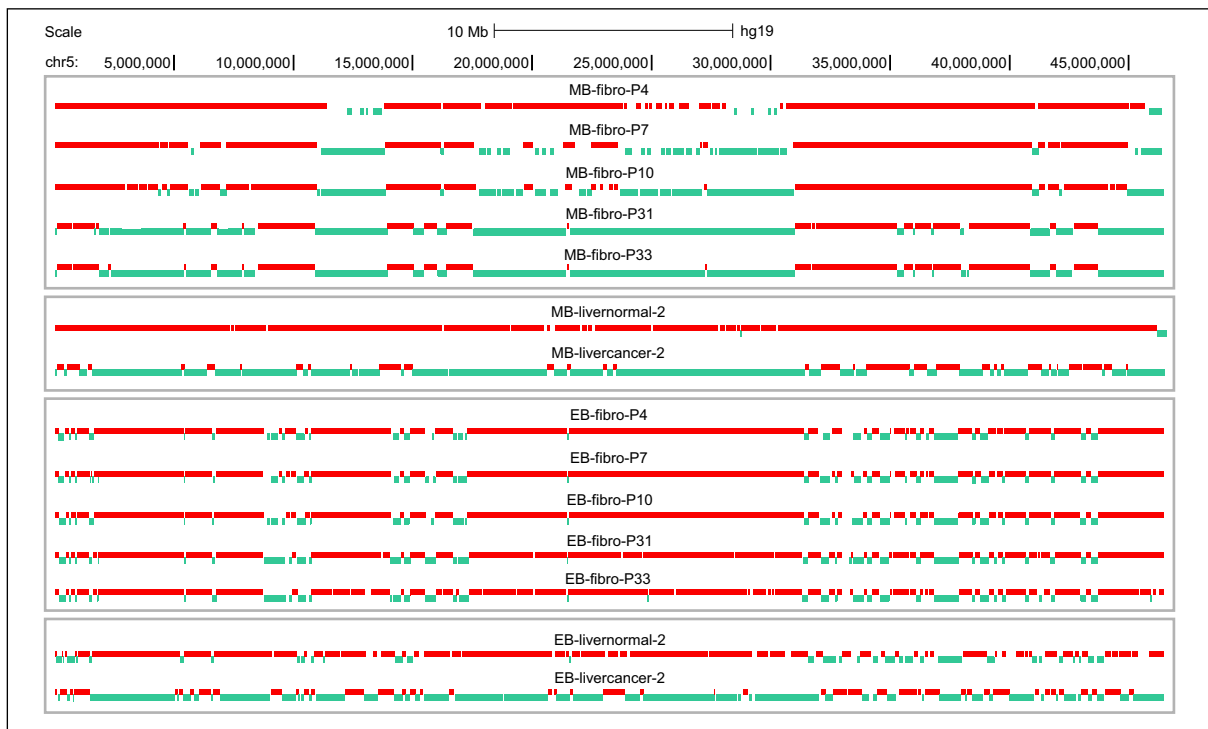 Scale 10 Mb hg19
chr5: 5,000,000 10,000,000 15,000,000 20,000,000 25,000,000 30,000,000 35,000,000 40,000,000 45,000,000
MB-fibro-P4
MB-fibro-P7
MB-fibro-P10
MB-fibro-P31
MB-fibro-P33
MB-livernormal-2
MB-livercancer-2
EB-fibro-P4
EB-fibro-P7
EB-fibro-P10
EB-fibro-P31
EB-fibro-P33
EB-livernormal-2
EB-livercancer-2